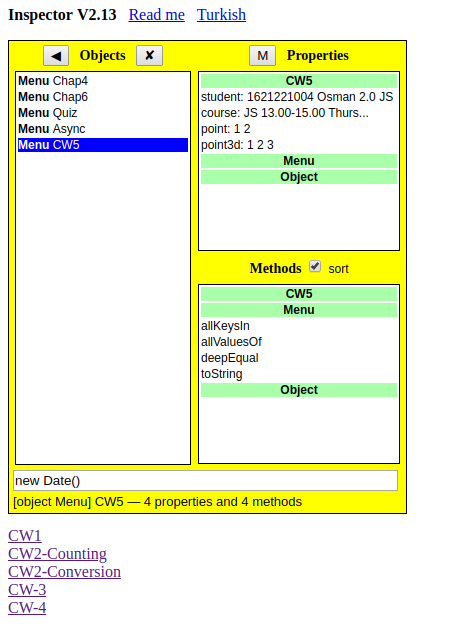 Inspector V2.13 Read me Turkish
◀ Objects ✘
Menu Chap4
Menu Chap6
Menu Quiz
Menu Async
Menu CW5
M Properties
CW5
student: 1621221004 Osman 2.0 JS
course: JS 13.00-15.00 Thurs...
point: 1 2
point3d: 1 2 3
Menu
Object
Methods sort
CW5
Menu
allKeysIn
allValuesOf
deepEqual
toString
Object
new Date()
[object Menu] CW5 — 4 properties and 4 methods
CW1
CW2-Counting
CW2-Conversion
CW-3
CW-4